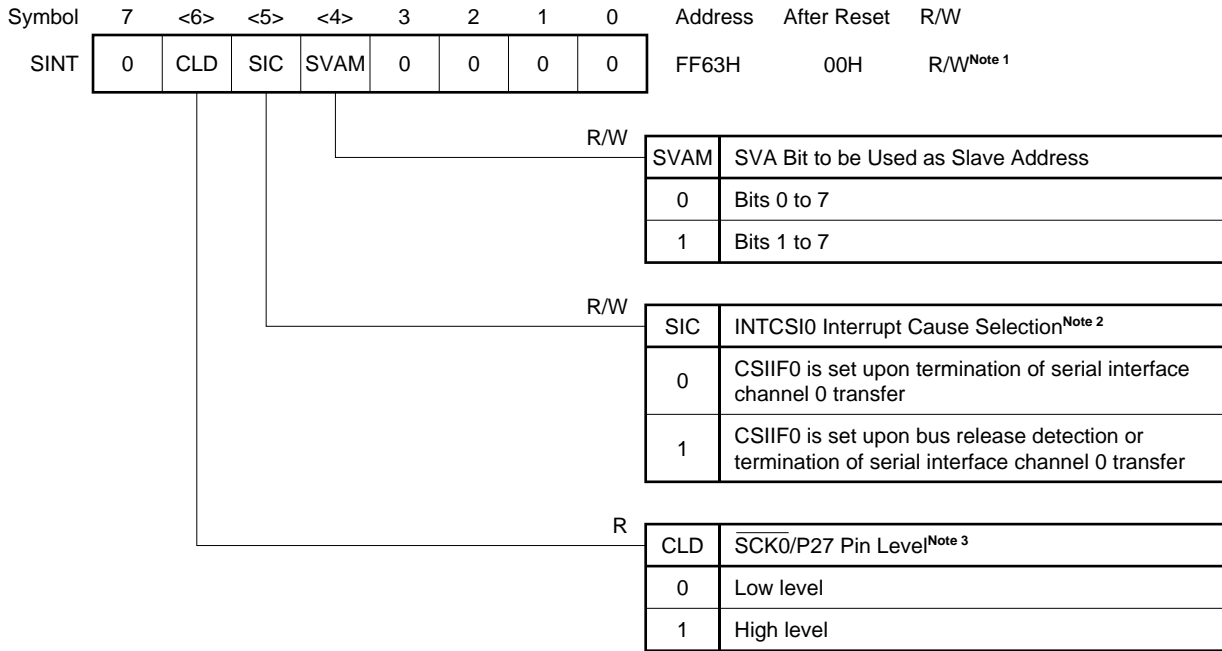 Symbol 7 <6> <5> <4> 3 2 1 0 Address After Reset R/W
SINT 0 CLD SIC SVAM 0 0 0 0 FF63H 00H R/WNote 1
R/W
SVAM SVA Bit to be Used as Slave Address
0 Bits 0 to 7
1 Bits 1 to 7
R/W
SIC INTCSI0 Interrupt Cause SelectionNote 2
0 CSIIF0 is set upon termination of serial interface
channel 0 transfer
1 CSIIF0 is set upon bus release detection or
termination of serial interface channel 0 transfer
R
CLD SCK0/P27 Pin LevelNote 3
0 Low level
1 High level